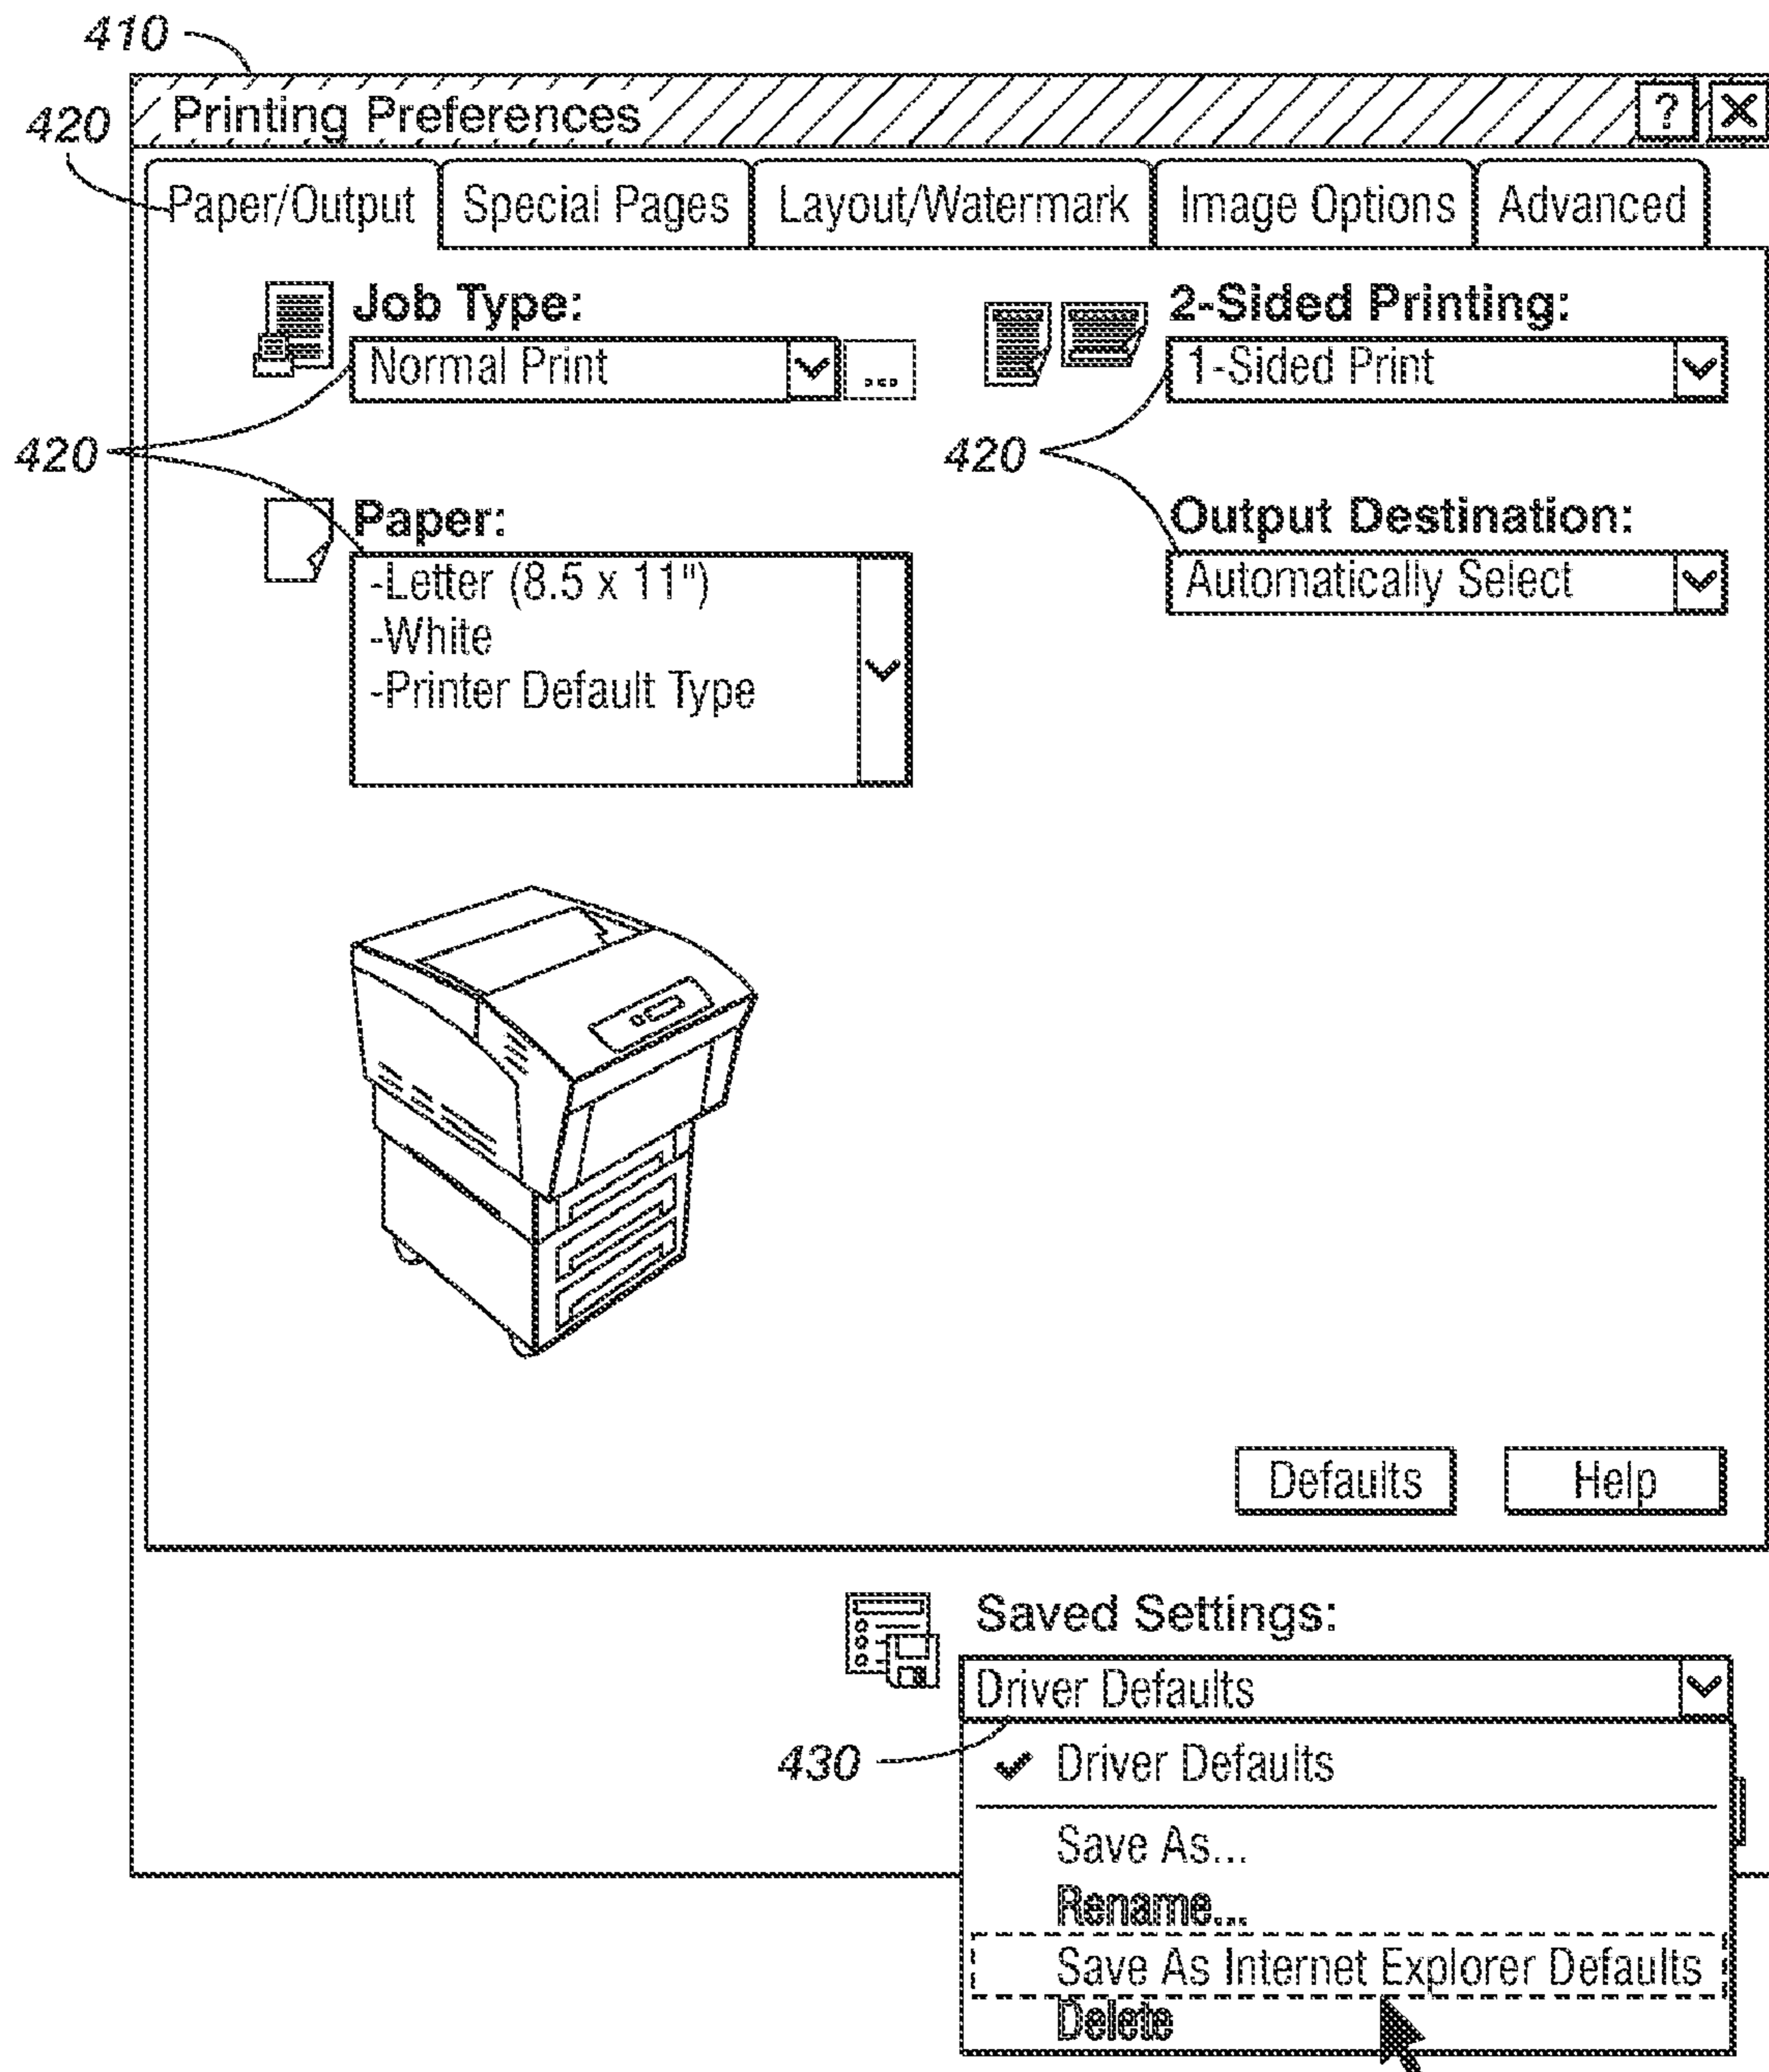 410
420
Printing Preferences ? X
Paper/Output Special Pages Layout/Watermark Image Options Advanced
Job Type:
Normal Print ...
2-Sided Printing:
1-Sided Print
420
420
Paper:
-Letter (8.5 x 11")
-White
-Printer Default Type
Output Destination:
Automatically Select
Defaults Help
Saved Settings:
Driver Defaults
430
Driver Defaults
Save As...
Rename...
Save As Internet Explorer Defaults
Delete